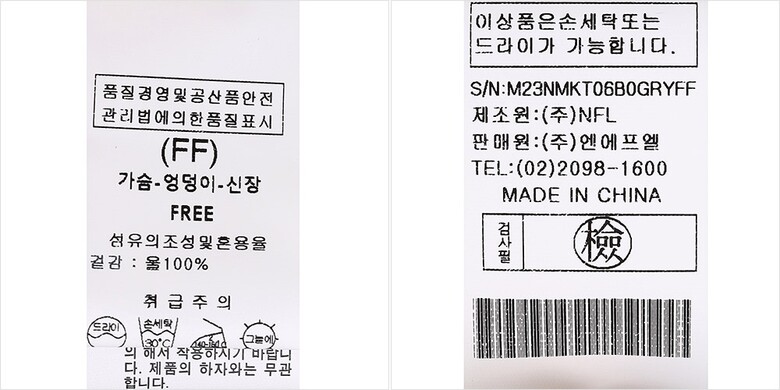 품질경영및공산품안전
관리법에의한품질표시
(FF)
가슴-엉덩이-신장
FREE
섬유의조성및혼용율
겉감 : 울100%
취급주의
드라이
손세탁
30°C
140-160°C
그늘에
의 해서 작용하시기 바랍니
다. 제품의 하자와는 무관
합니다.
이상품은손세탁또는
드라이가 가능합니다.
S/N:M23NMKT06B0GRYFF
제조원:(주)NFL
판매원:(주)엔에프엘
TEL:(02)2098-1600
MADE IN CHINA
검사필
檢